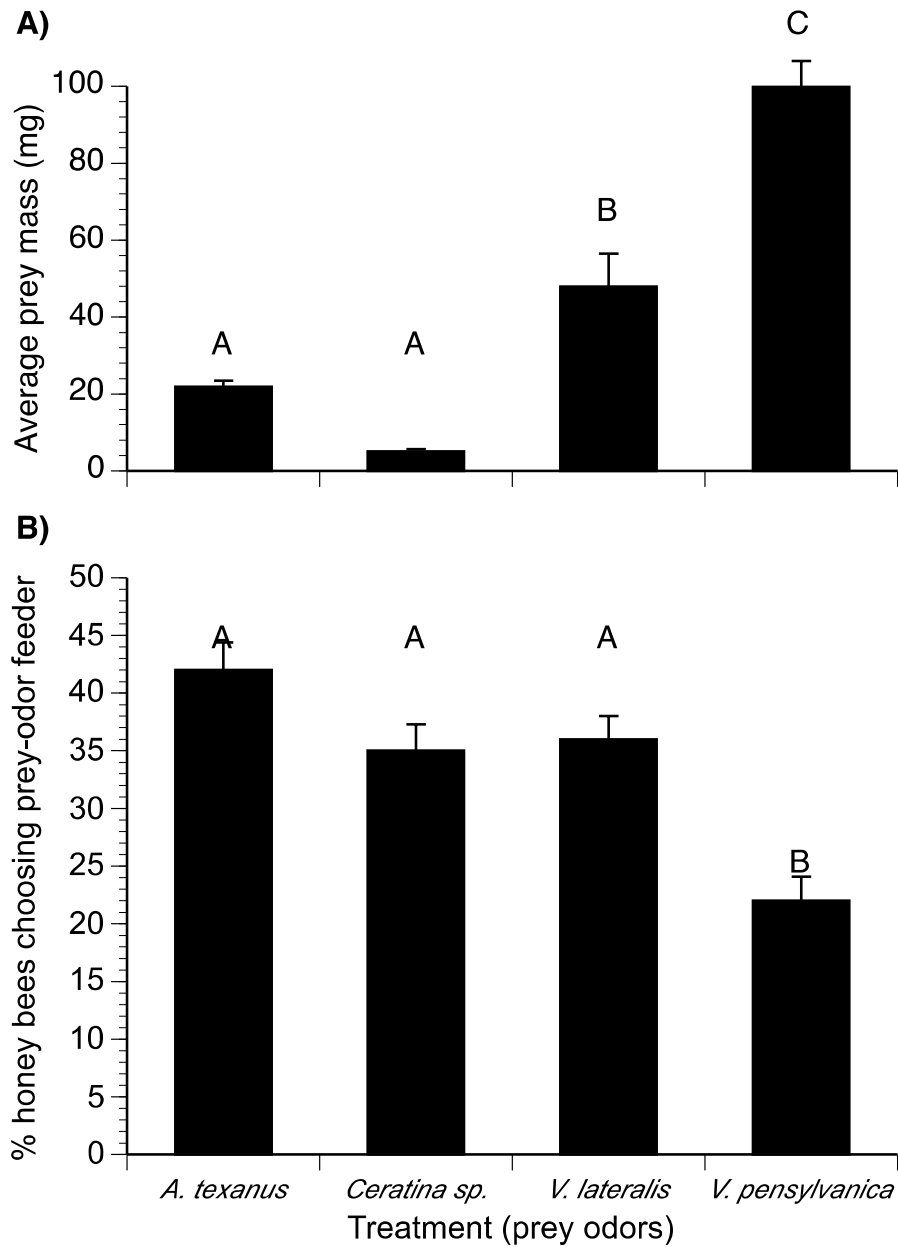 A)
C
100
80
B
60
40
A A
20
0
Average prey mass (mg)
B)
50
A A A
45
40
35
30
25
B
20
15
10
5
0
% honey bees choosing prey-odor feeder
A. texanus Ceratina sp. V. lateralis V. pensylvanica
Treatment (prey odors)